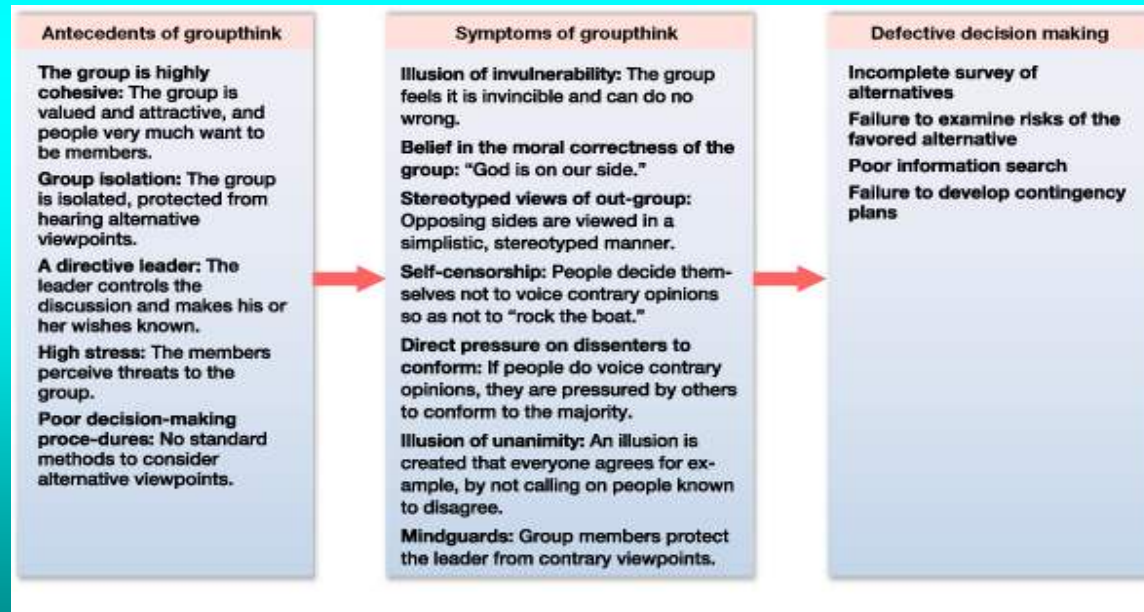 Antecedents of groupthink
The group is highly
cohesive: The group is
valued and attractive, and
people very much want to
be members.
Group isolation: The group
is isolated, protected from
hearing alternative
viewpoints.
A directive leader: The
leader controls the
discussion and makes his or
her wishes known.
High stress: The members
perceive threats to the
group.
Poor decision-making
proce-dures: No standard
methods to consider
alternative viewpoints.
Symptoms of groupthink
Illusion of invulnerability: The group
feels it is invincible and can do no
wrong.
Belief in the moral correctness of the
group: “God is on our side.”
Stereotyped views of out-group:
Opposing sides are viewed in a
simplistic, stereotyped manner.
Self-censorship: People decide them-
selves not to voice contrary opinions
so as not to “rock the boat.”
Direct pressure on dissenters to
conform: If people do voice contrary
opinions, they are pressured by others
to conform to the majority.
Illusion of unanimity: An illusion is
created that everyone agrees for ex-
ample, by not calling on people known
to disagree.
Mindguards: Group members protect
the leader from contrary viewpoints.
Defective decision making
Incomplete survey of
alternatives
Failure to examine risks of the
favored alternative
Poor information search
Failure to develop contingency
plans